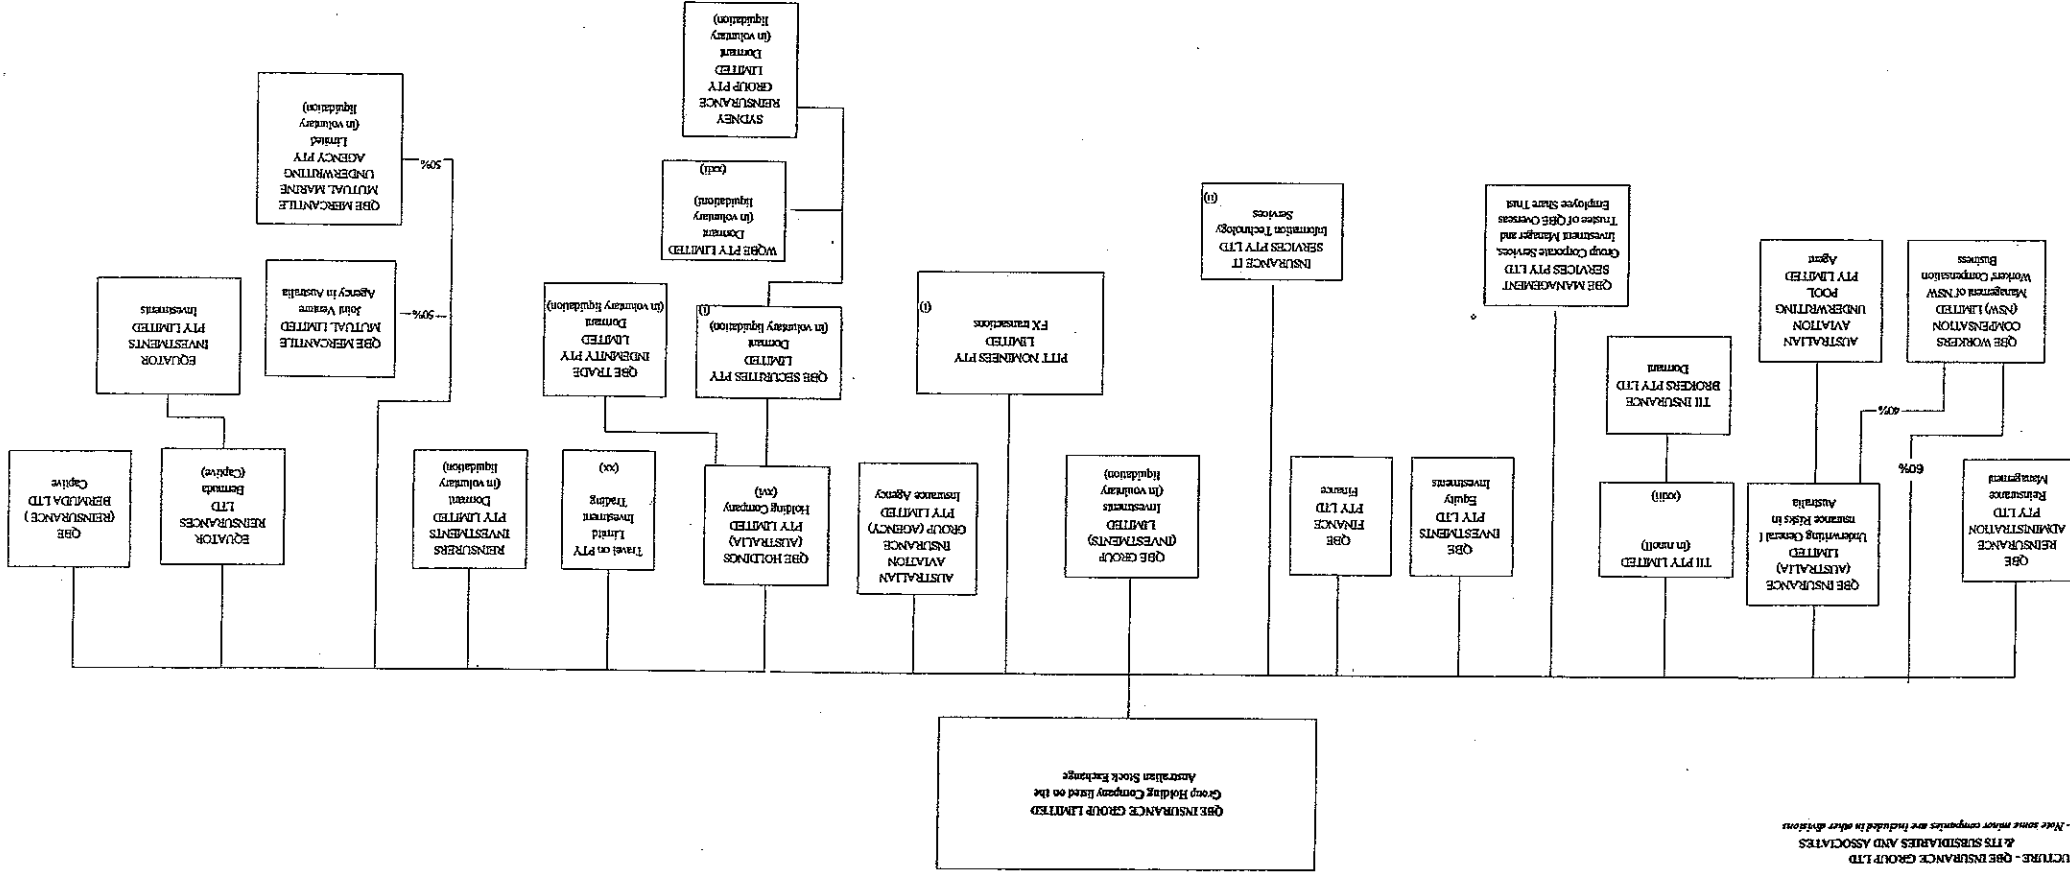 UCTURE - QBE INSURANCE GROUP LTD
& ITS SUBSIDIARIES AND ASSOCIATES
- Note some minor companies are included in other divisions
QBE INSURANCE GROUP LIMITED
Group Holding Company listed on the
Australian Stock Exchange
QBE
REINSURANCE
ADMINISTRATION
PTY LTD
Reinsurance
Management
60%
QBE INSURANCE
(AUSTRALIA)
LIMITED
Underwriting General I
nsurance Risks in
Australia
TII PTY LIMITED
(in runoff)
(xxiii)
QBE
INVESTMENTS
PTY LTD
Equity
Investments
QBE
FINANCE
PTY LTD
Finance
QBE GROUP
(INVESTMENTS)
LIMITED
Investments
(in voluntary
liquidation)
AUSTRALIAN
AVIATION
INSURANCE
GROUP (AGENCY)
PTY LIMITED
Insurance Agency
QBE HOLDINGS
(AUSTRALIA)
PTY LIMITED
Holding Company
(xvi)
Travel on PTY
Limtid
Investment
Trading
(xx)
REINSURERS
INVESTMENTS
PTY LIMITED
Dormant
(in voluntary
liquidation)
EQUATOR
REINSURANCES
LTD
Bermuda
(Captive)
QBE
(REINSURANCE )
BERMUDA LTD
Captive
40%
TII INSURANCE
BROKERS PTY LTD
Dormant
QBE WORKERS
COMPENSATION
(NSW) LIMITED
Management of NSW
Workers' Compensation
Business
AUSTRALIAN
AVIATION
UNDERWRITING
POOL
PTY LIMITED
Agent
QBE MANAGEMENT
SERVICES PTY LTD
Group Corporate Services,
Investment Manager and
Trustee of QBE Overseas
Employee Share Trust
INSURANCE IT
SERVICES PTY LTD
Information Technology
Services
(ii)
PITT NOMINEES PTY
LIMITED
FX transactions
(i)
QBE SECURITIES PTY
LIMITED
Dormant
(in voluntary liquidation)
(i)
QBE TRADE
INDEMNITY PTY
LIMITED
Dormant
(in voluntary liquidation)
50%
QBE MERCANTILE
MUTUAL LIMITED
Joint Venture
Agency in Australia
EQUATOR
INVESTMENTS
PTY LIMITED
Investments
WQBE PTY LIMITED
Dormant
(in voluntary
liquidation)
(xxii)
50%
QBE MERCANTILE
MUTUAL MARINE
UNDERWRITING
AGENCY PTY
Limited
(in voluntary
liquidation)
SYDNEY
REINSURANCE
GROUP PTY
LIMITED
Dormant
(in voluntary
liquidation)